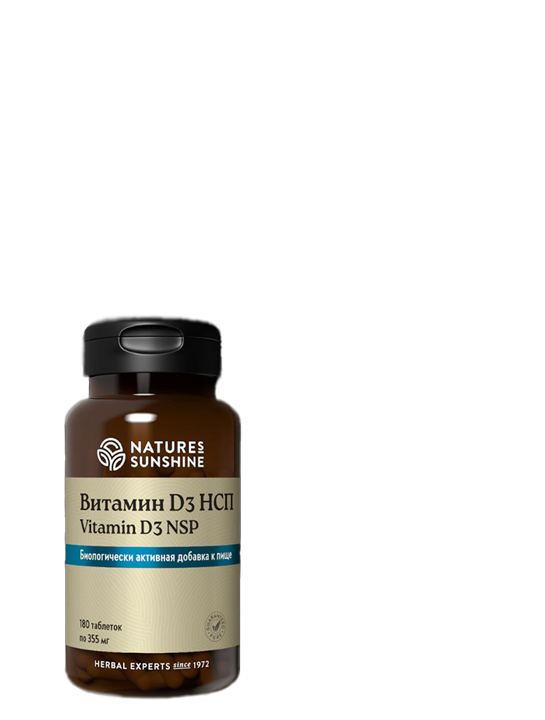 NATURE'S
SUNSHINE
Витамин D3 НСП
Vitamin D3 NSP
Биологически активная добавка к пище
180 таблеток
по 355 мг
HERBAL EXPERTS since 1972